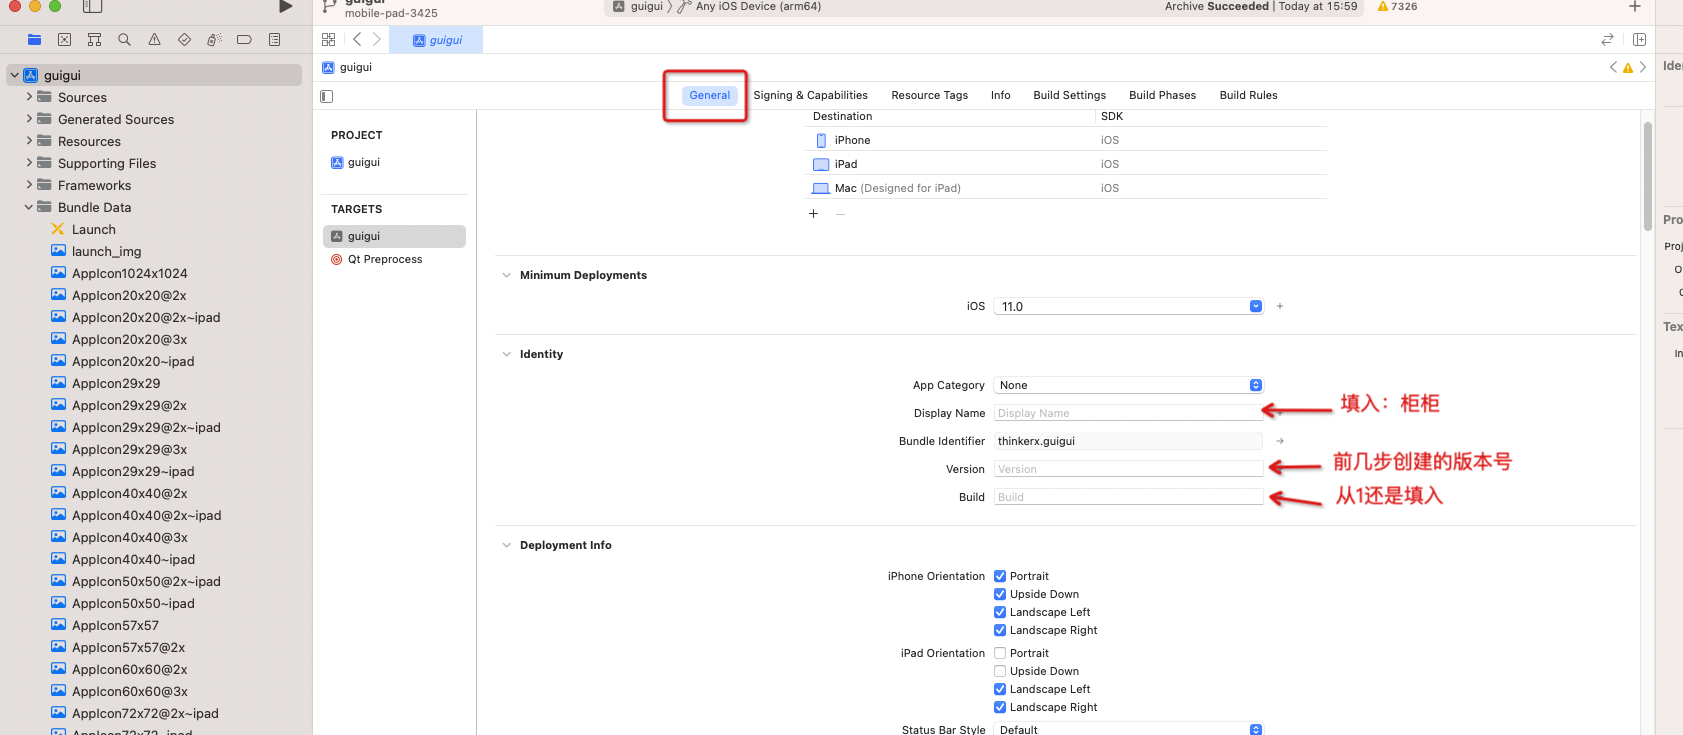 guigui
mobile-pad-3425
guigui 〉 Any iOS Device (arm64)
Archive Succeeded | Today at 15:59
7326
guigui
guigui
General
Signing & Capabilities
Resource Tags
Info
Build Settings
Build Phases
Build Rules
guigui
Sources
Generated Sources
Resources
Supporting Files
Frameworks
Bundle Data
Launch
launch_img
AppIcon1024x1024
AppIcon20x20@2x
AppIcon20x20@2x~ipad
AppIcon20x20@3x
AppIcon20x20~ipad
AppIcon29x29
AppIcon29x29@2x
AppIcon29x29@2x~ipad
AppIcon29x29@3x
AppIcon29x29~ipad
AppIcon40x40@2x
AppIcon40x40@2x~ipad
AppIcon40x40@3x
AppIcon40x40~ipad
AppIcon50x50@2x~ipad
AppIcon50x50~ipad
AppIcon57x57
AppIcon57x57@2x
AppIcon60x60@2x
AppIcon60x60@3x
AppIcon72x72@2x~ipad
AppIcon72x72~ipad
PROJECT
guigui
TARGETS
guigui
Qt Preprocess
Destination SDK
iPhone iOS
iPad iOS
Mac (Designed for iPad) iOS
Minimum Deployments
iOS 11.0
Identity
App Category None
Display Name Display Name
填入：柜柜
Bundle Identifier thinkerx.guigui
Version Version
前几步创建的版本号
Build Build
从1还是填入
Deployment Info
iPhone Orientation Portrait
Upside Down
Landscape Left
Landscape Right
iPad Orientation Portrait
Upside Down
Landscape Left
Landscape Right
Status Bar Style Default